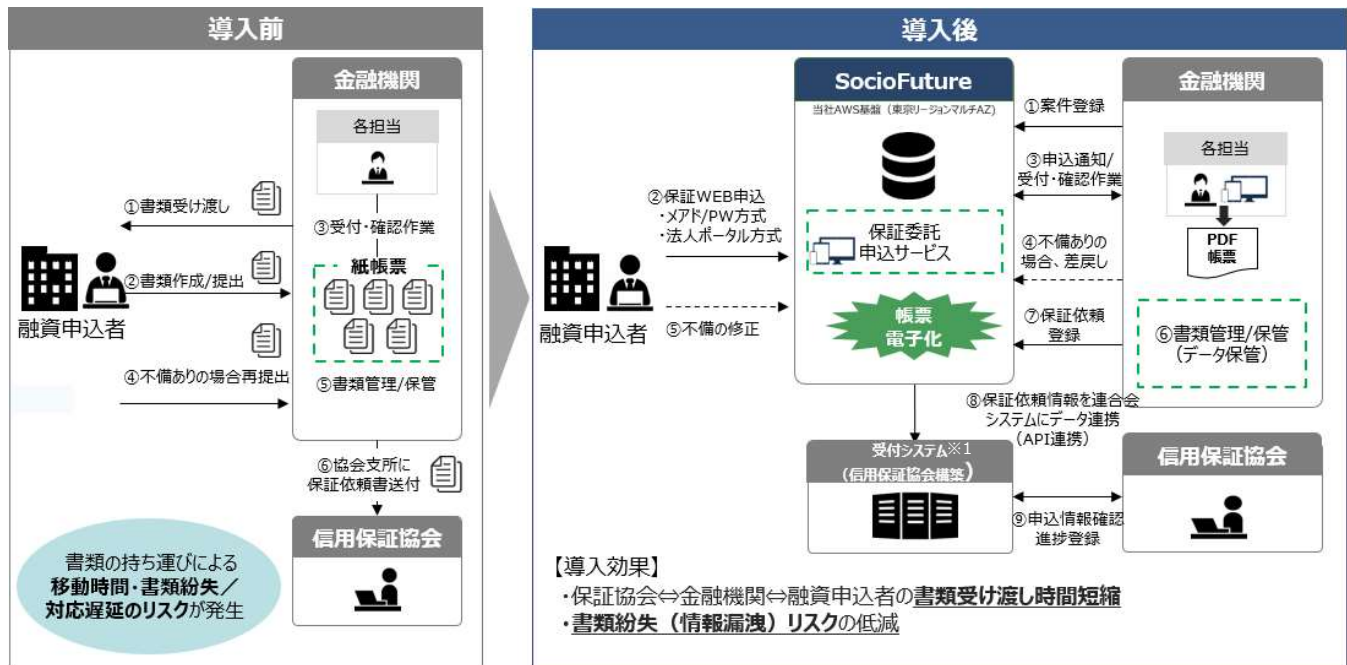 導入前
金融機関
各担当
①書類受け渡し
③受付・確認作業
紙帳票
②書類作成/提出
融資申込者
④不備ありの場合再提出
⑤書類管理/保管
⑥協会支所に
保証依頼書送付
信用保証協会
書類の持ち運びによる
移動時間・書類紛失／
対応遅延のリスクが発生
導入後
SocioFuture
当社AWS基盤（東京リージョンマルチAZ)
金融機関
①案件登録
各担当
③申込通知/
受付・確認作業
②保証WEB申込
・メアド/PW方式
・法人ポータル方式
保証委託
申込サービス
④不備ありの
場合、差戻し
PDF
帳票
融資申込者
⑤不備の修正
帳票
電子化
⑦保証依頼
登録
⑥書類管理/保管
(データ保管)
⑧保証依頼情報を連合会
システムにデータ連携
(API連携)
受付システム※1
(信用保証協会構築)
信用保証協会
⑨申込情報確認
進捗登録
【導入効果】
・保証協会⇔金融機関⇔融資申込者の書類受け渡し時間短縮
・書類紛失（情報漏洩）リスクの低減